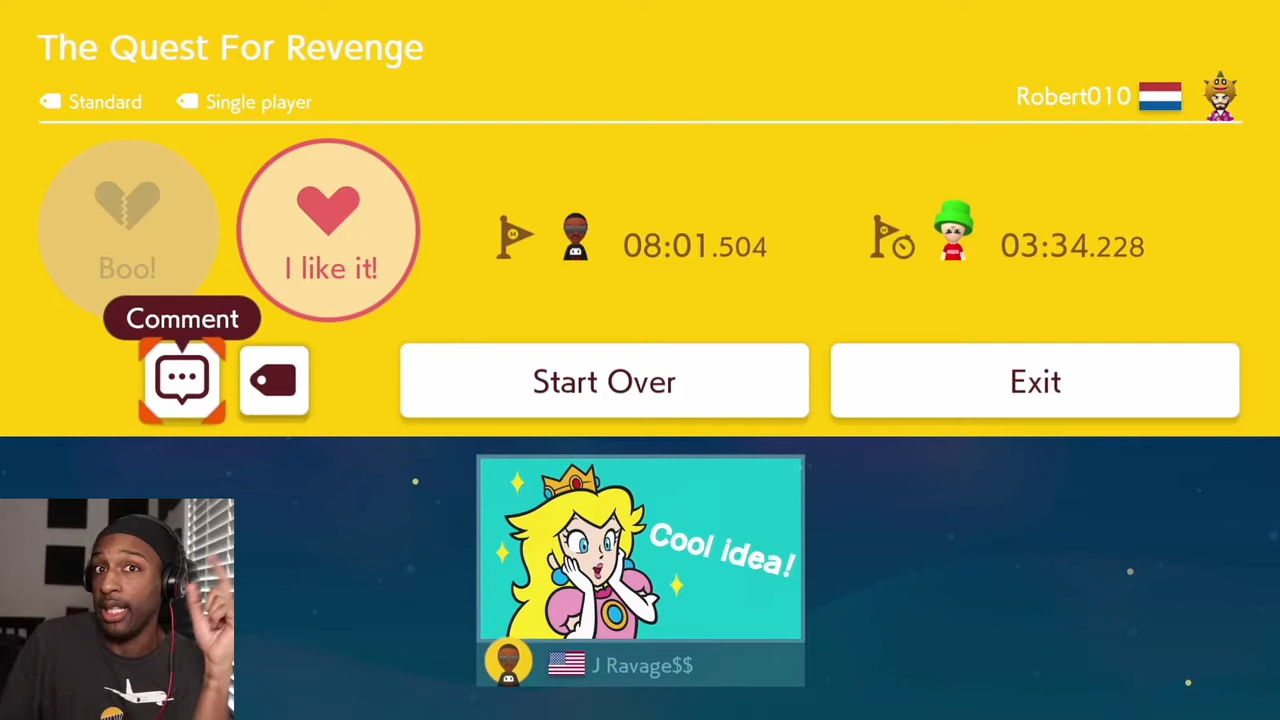 The Quest For Revenge
Standard Single player
Robert010
Boo!
I like it!
08:01.504
03:34.228
Comment
Start Over
Exit
Cool idea!
J Ravage$$